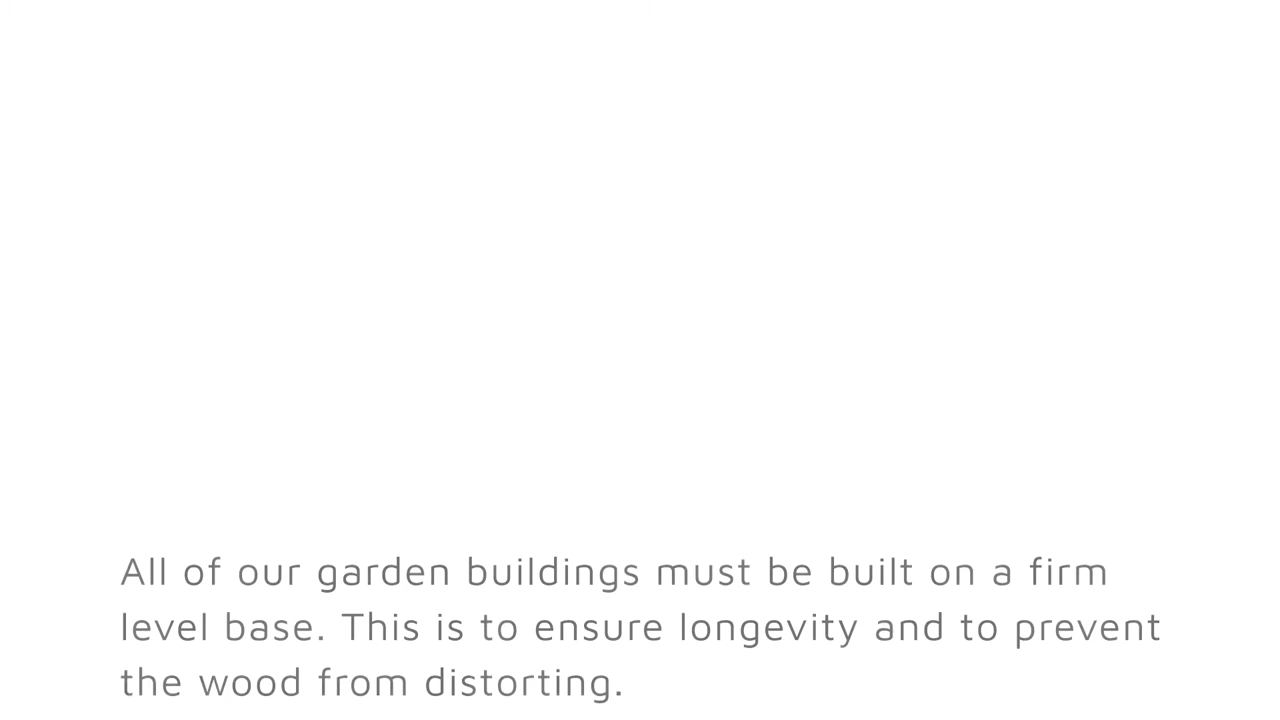 All of our garden buildings must be built on a firm
level base. This is to ensure longevity and to prevent
the wood from distorting.